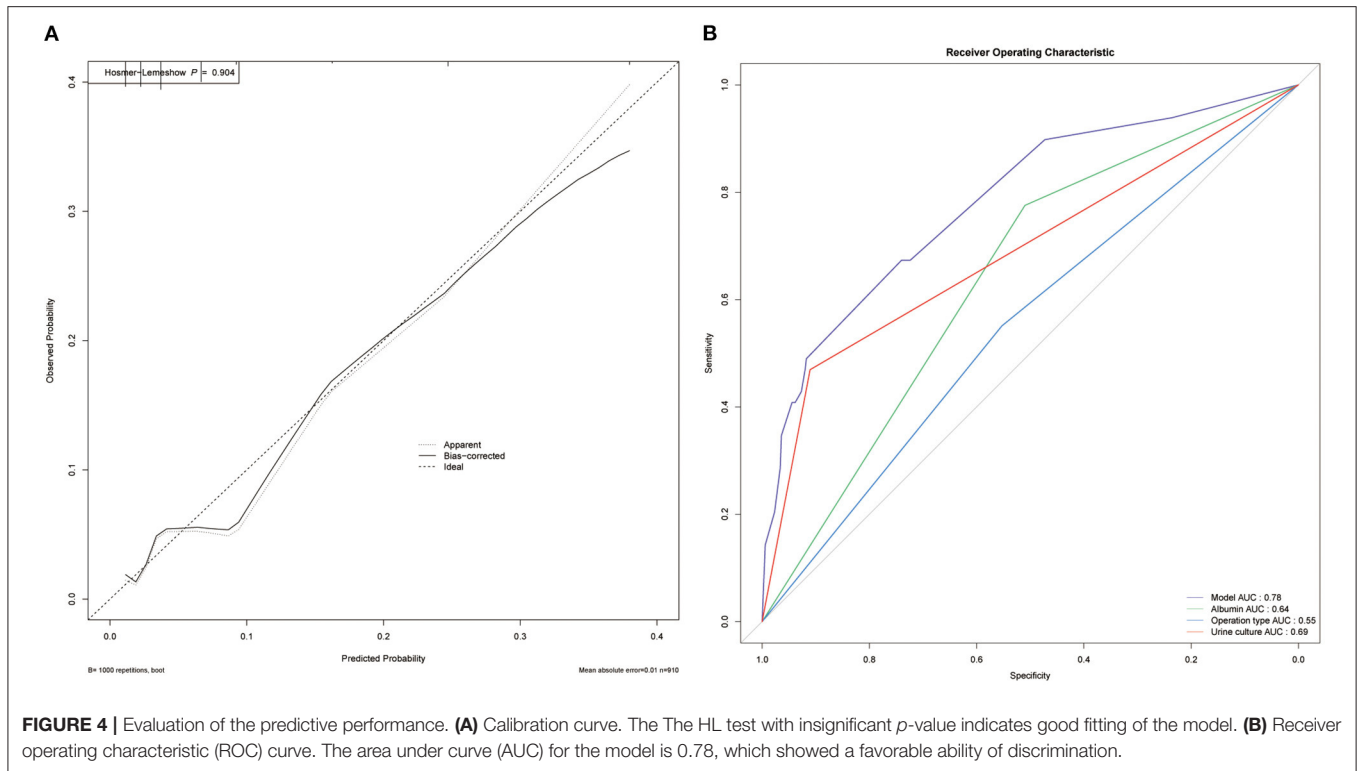 A
Hosmer-Lemeshow P = 0.904
0.4
0.3
0.2
0.1
0.0
Observed Probability
Apparent
Bias-corrected
Ideal
0.0 0.1 0.2 0.3 0.4
Predicted Probability
B= 1000 repetitions, boot
Mean absolute error=0.01 n=910
B
Receiver Operating Characteristic
1.0
0.8
0.6
0.4
0.2
0.0
Sensitivity
Model AUC : 0.78
Albumin AUC : 0.64
Operation type AUC : 0.55
Urine culture AUC : 0.69
1.0 0.8 0.6 0.4 0.2 0.0
Specificity
FIGURE 4 | Evaluation of the predictive performance. (A) Calibration curve. The The HL test with insignificant p-value indicates good fitting of the model. (B) Receiver
operating characteristic (ROC) curve. The area under curve (AUC) for the model is 0.78, which showed a favorable ability of discrimination.